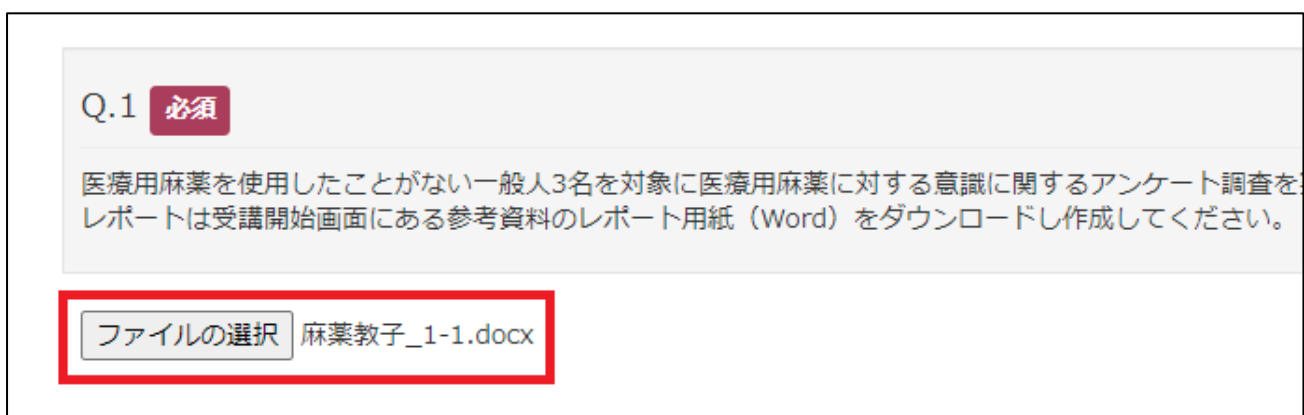 Q.1 必須
医療用麻薬を使用したことがない一般人3名を対象に医療用麻薬に対する意識に関するアンケート調査を
レポートは受講開始画面にある参考資料のレポート用紙（Word）をダウンロードし作成してください。
ファイルの選択 麻薬教子_1-1.docx